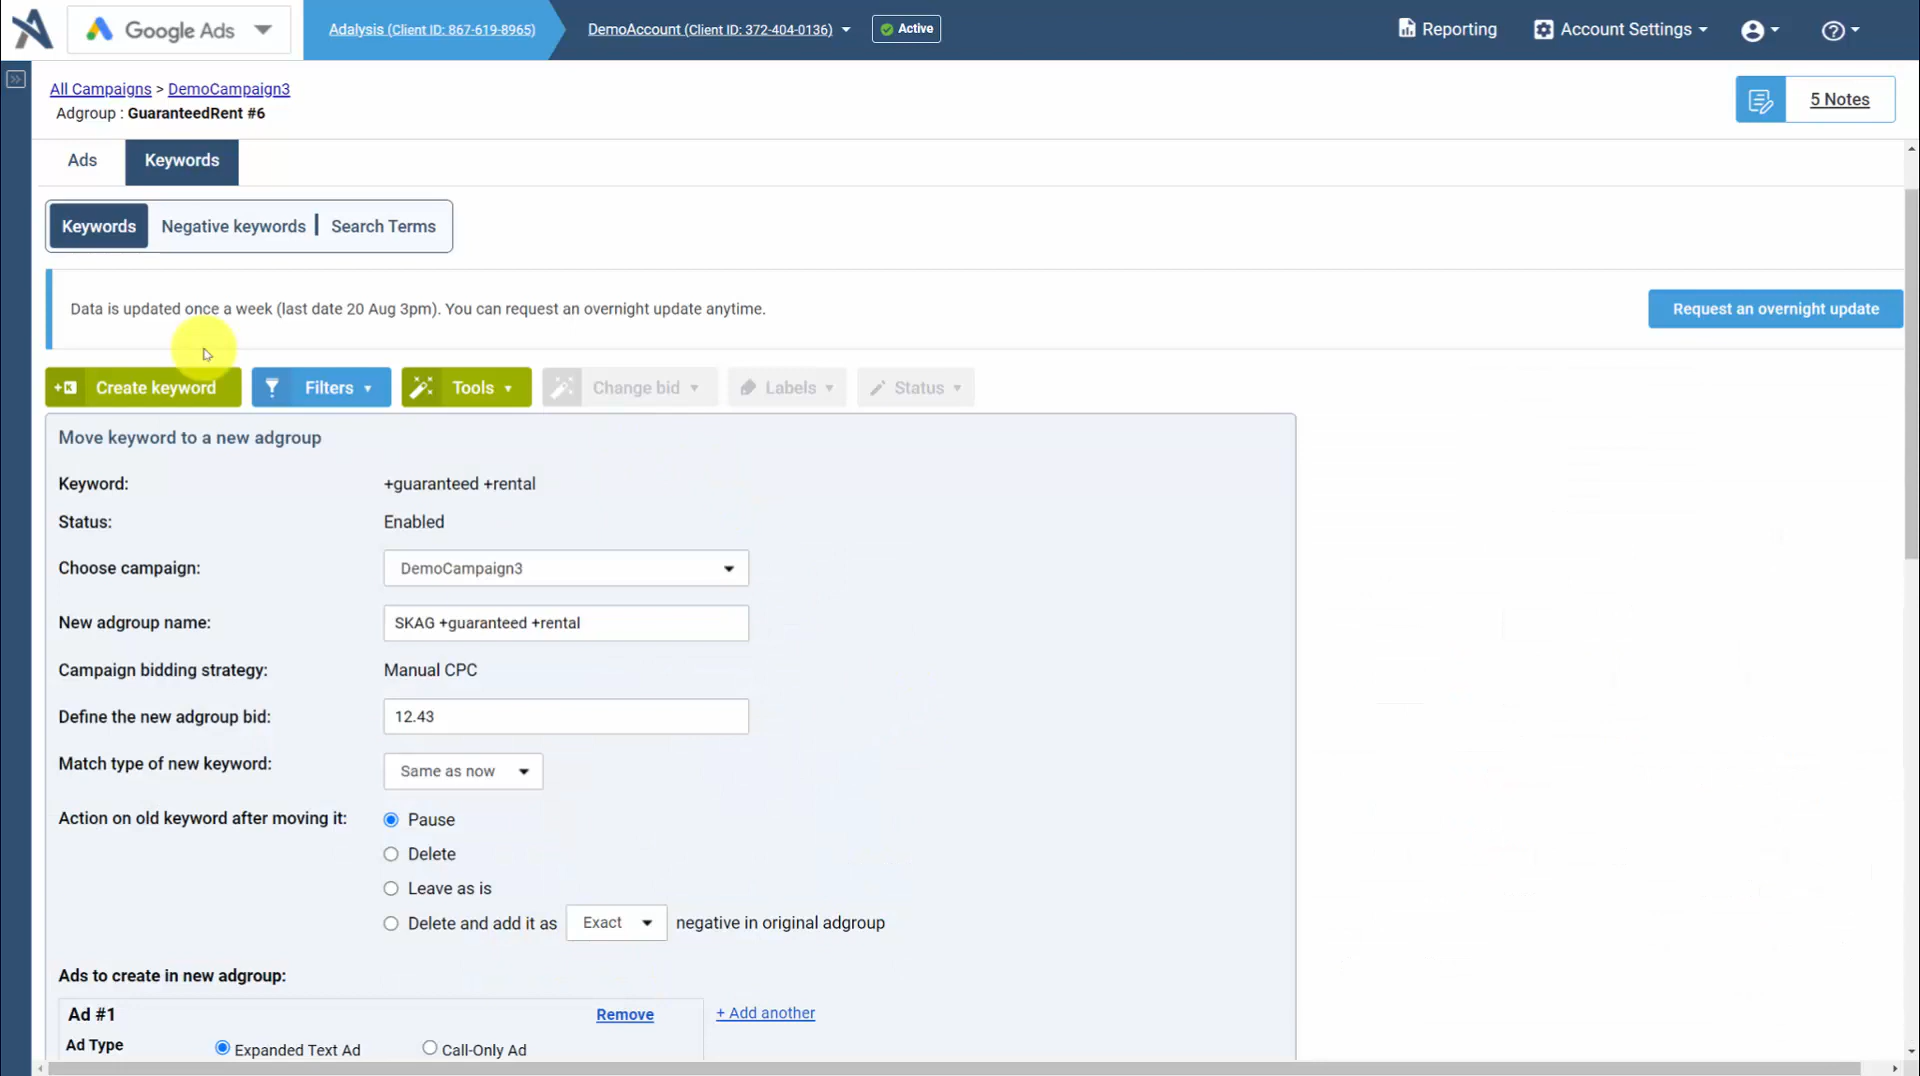 Google Ads
Adalysis (Client ID: 867-619-8965)
DemoAccount (Client ID: 372-404-0136)
Active
Reporting
Account Settings
All Campaigns > DemoCampaign3
Adgroup : GuaranteedRent #6
5 Notes
Ads
Keywords
Keywords
Negative keywords | Search Terms
Data is updated once a week (last date 20 Aug 3pm). You can request an overnight update anytime.
Request an overnight update
+K Create keyword
Filters
Tools
Change bid
Labels
Status
Move keyword to a new adgroup
Keyword: +guaranteed +rental
Status: Enabled
Choose campaign: DemoCampaign3
New adgroup name: SKAG +guaranteed +rental
Campaign bidding strategy: Manual CPC
Define the new adgroup bid: 12.43
Match type of new keyword: Same as now
Action on old keyword after moving it: Pause
Delete
Leave as is
Delete and add it as Exact negative in original adgroup
Ads to create in new adgroup:
Ad #1 Remove + Add another
Ad Type Expanded Text Ad Call-Only Ad